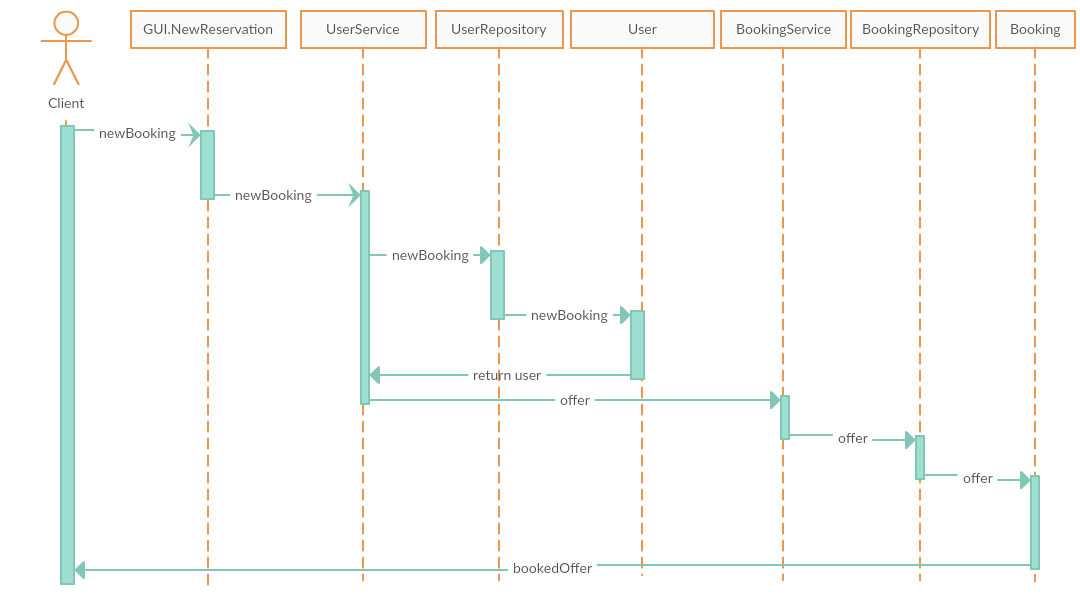 GUI.NewReservation
UserService
UserRepository
User
BookingService
BookingRepository
Booking
Client
newBooking
newBooking
newBooking
newBooking
return user
offer
offer
offer
bookedOffer